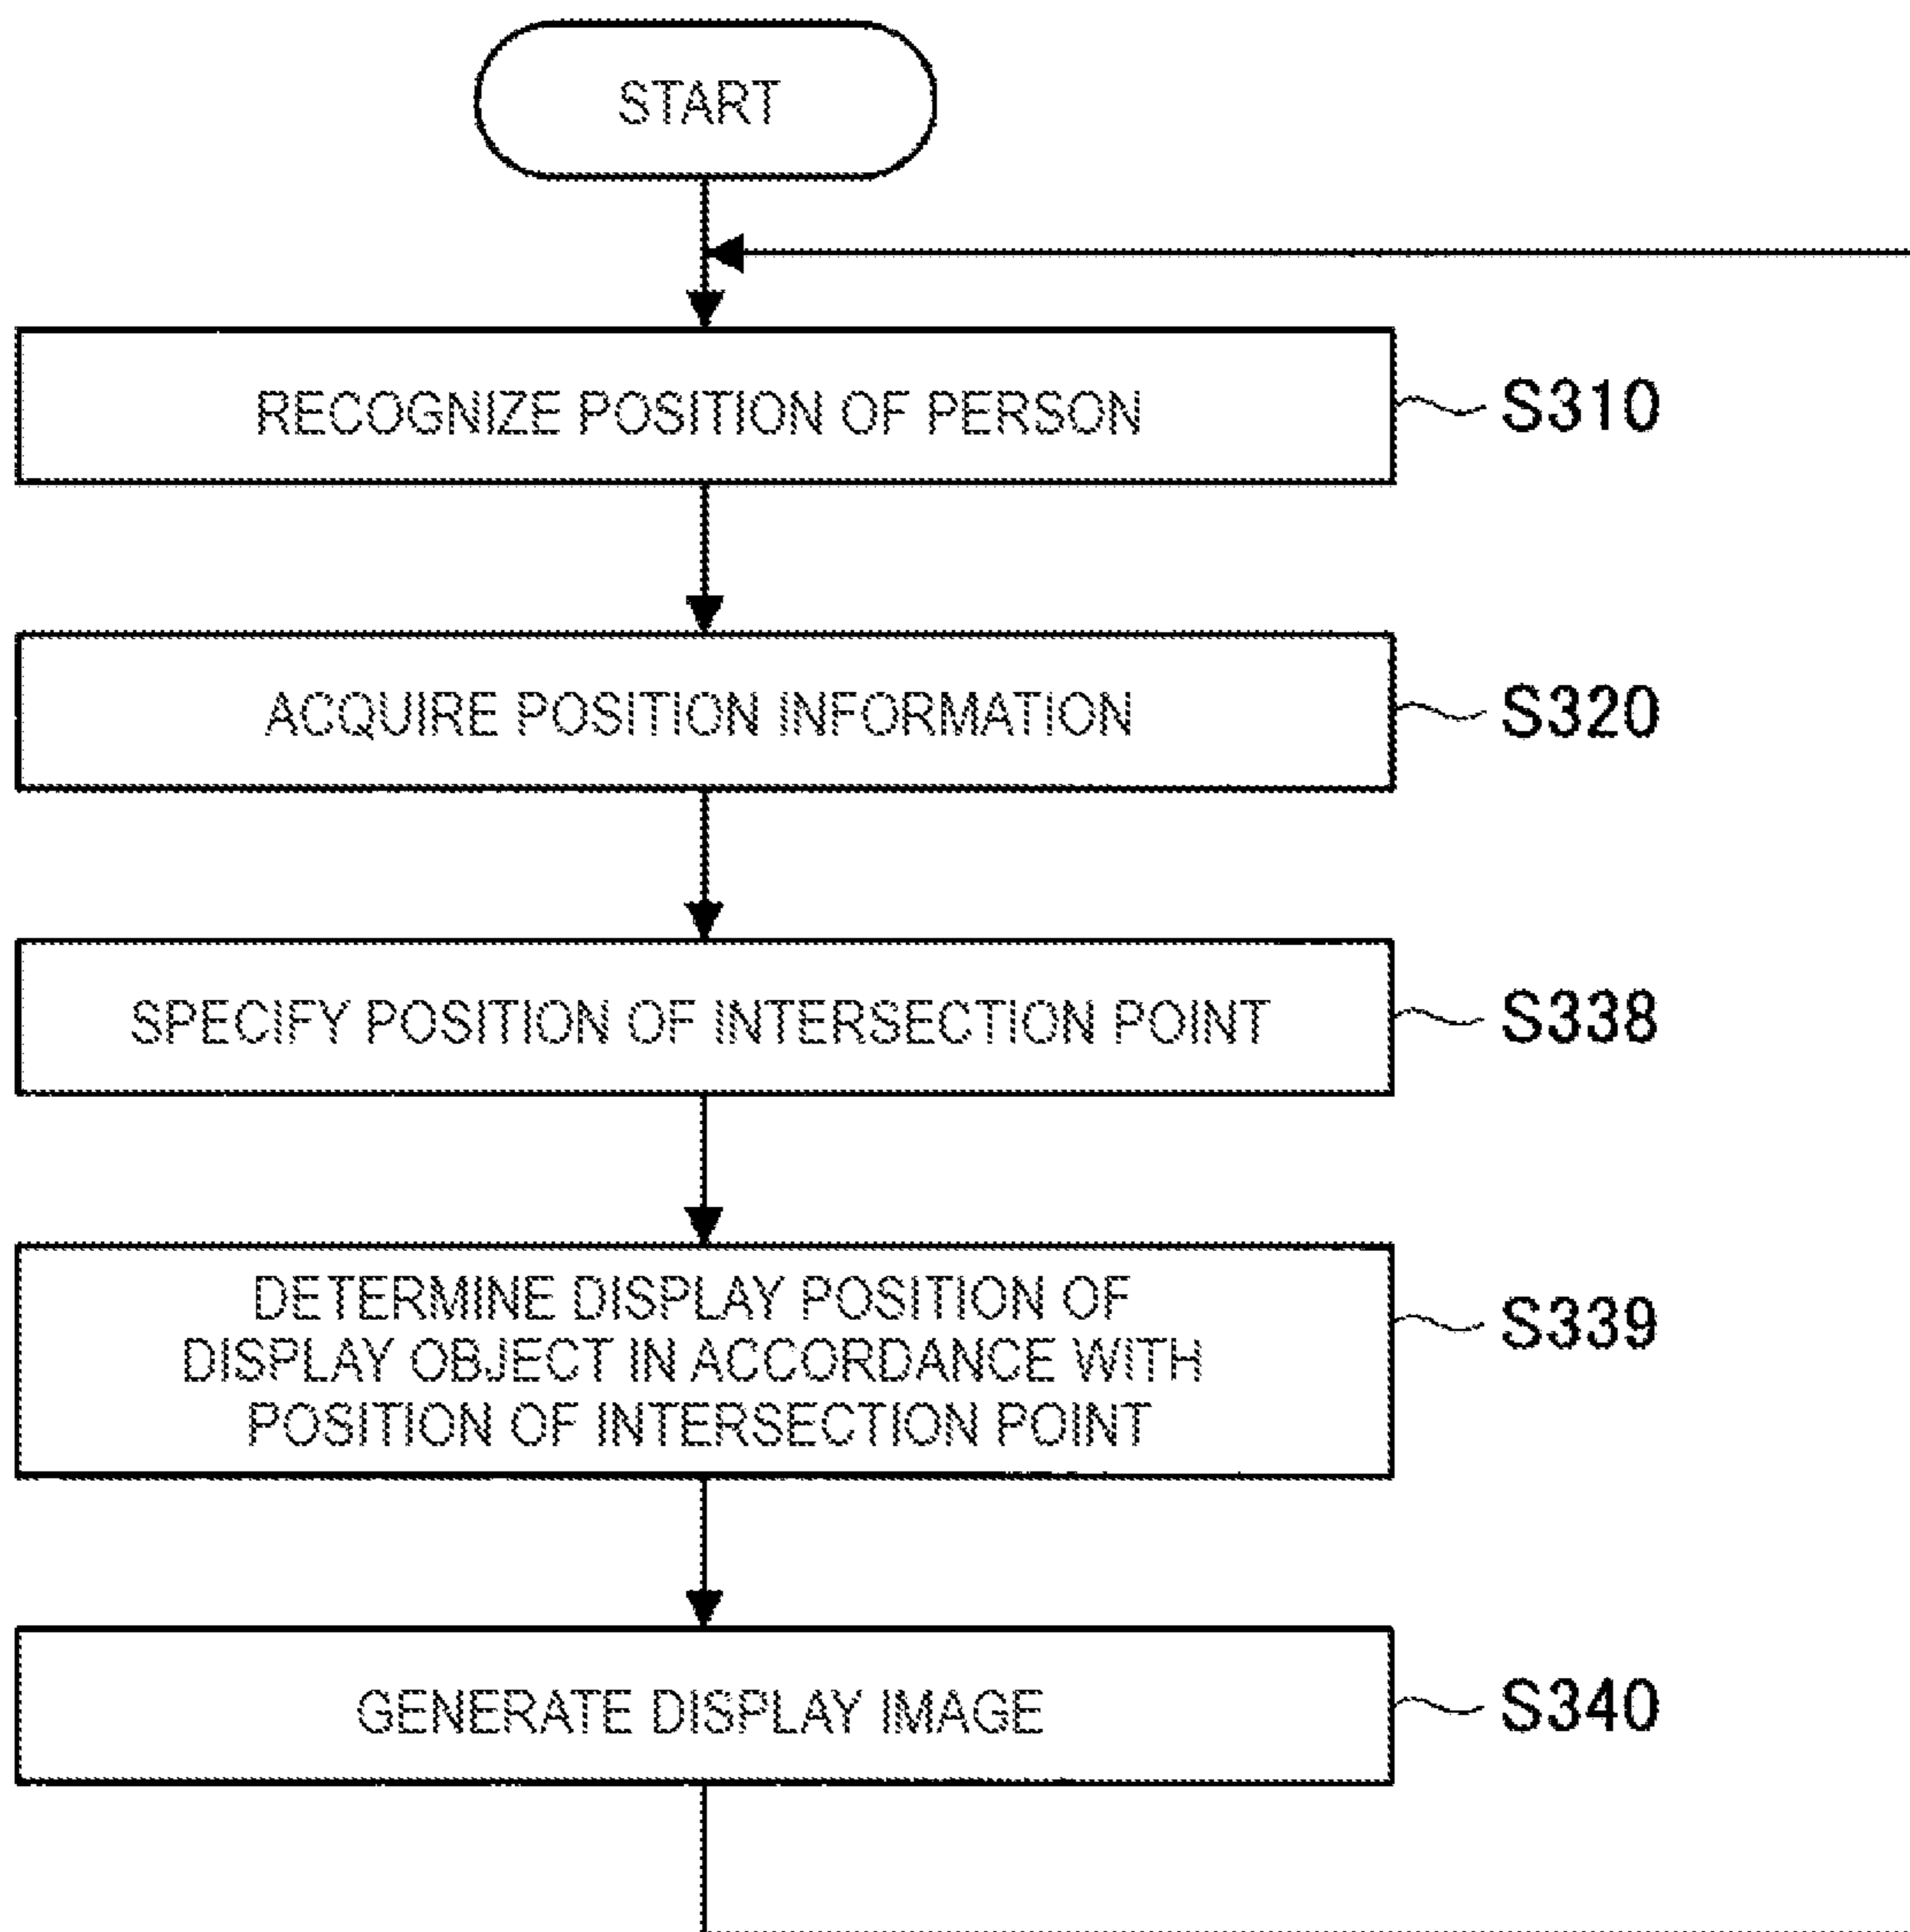 START
RECOGNIZE POSITION OF PERSON
S310
ACQUIRE POSITION INFORMATION
S320
SPECIFY POSITION OF INTERSECTION POINT
S338
DETERMINE DISPLAY POSITION OF
DISPLAY OBJECT IN ACCORDANCE WITH
POSITION OF INTERSECTION POINT
S339
GENERATE DISPLAY IMAGE
S340